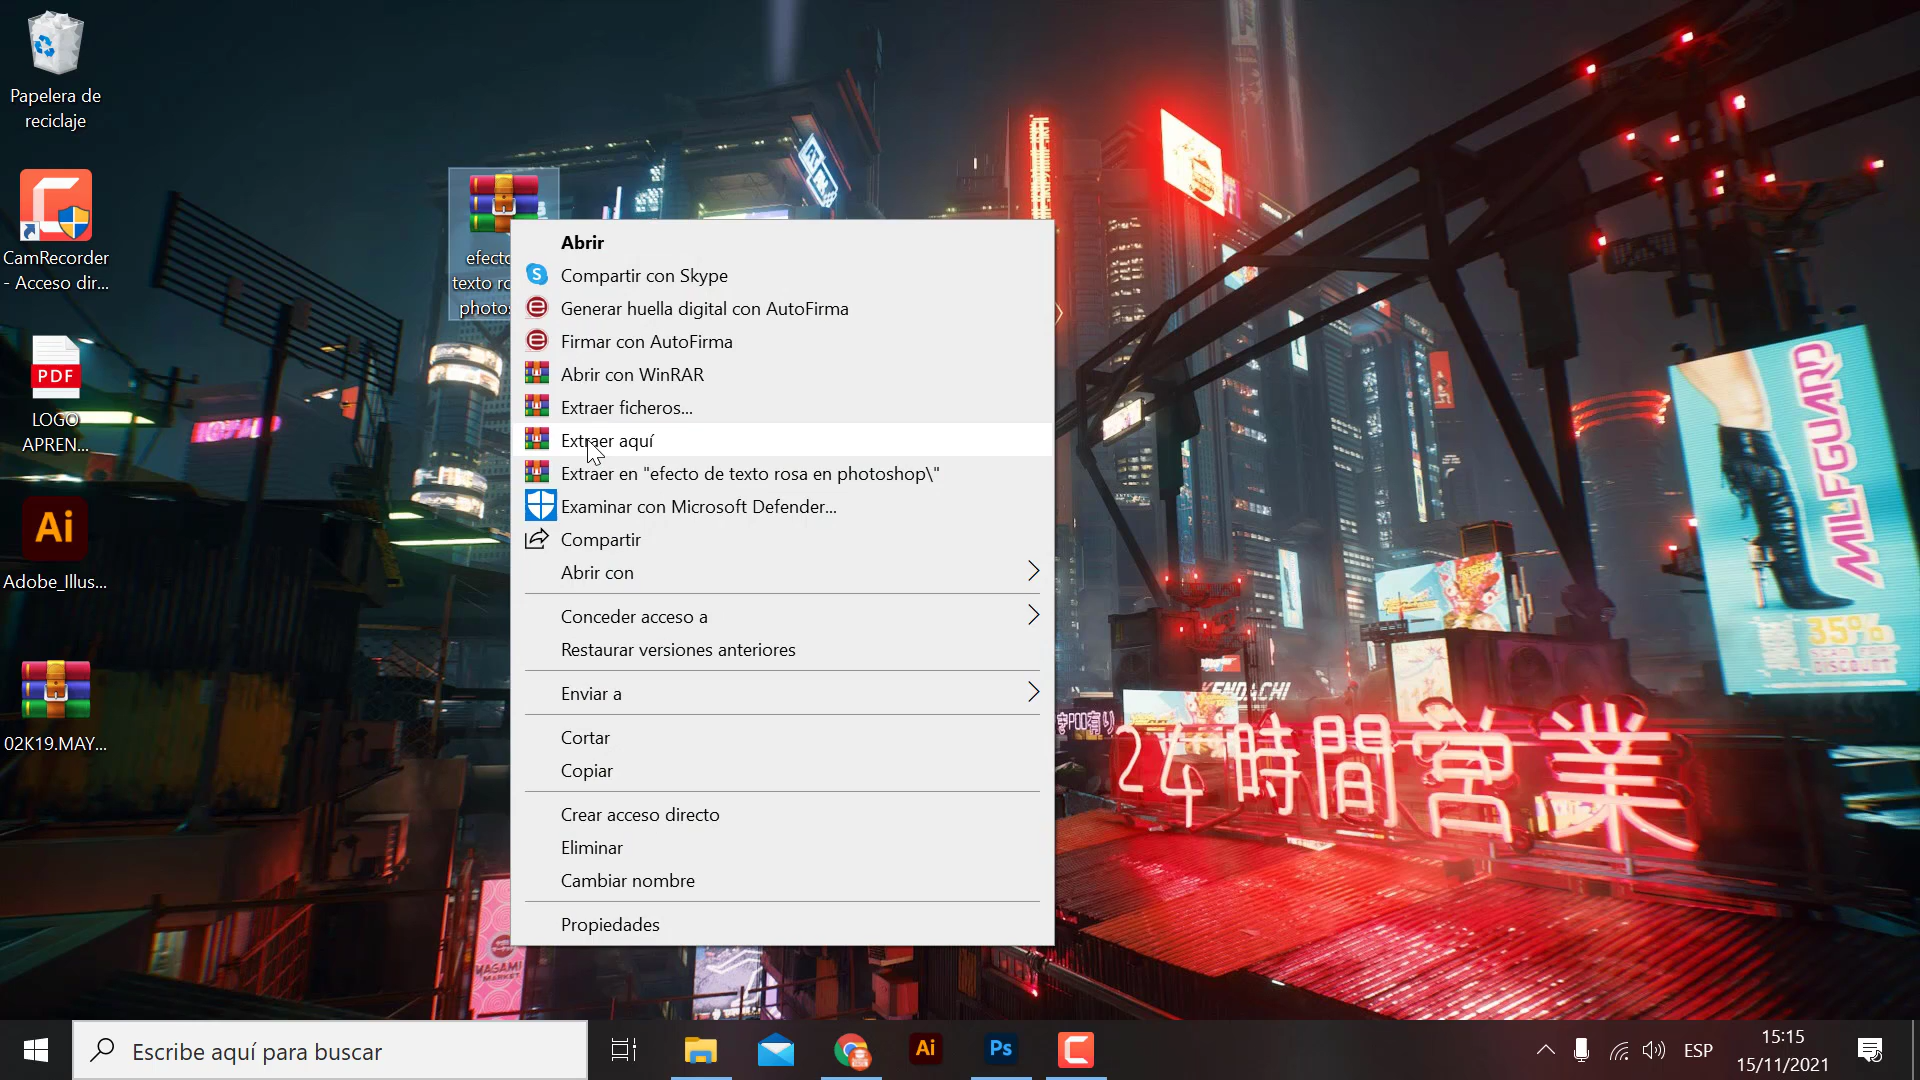 Papelera de
reciclaje
CamRecorder
- Acceso dir...
PDF
LOGO
APREN...
Ai
Adobe_Illus...
02K19.MAY...
efecto
texto ro
photos
Abrir
Compartir con Skype
Generar huella digital con AutoFirma
Firmar con AutoFirma
Abrir con WinRAR
Extraer ficheros...
Extraer aquí
Extraer en "efecto de texto rosa en photoshop\"
Examinar con Microsoft Defender...
Compartir
Abrir con
Conceder acceso a
Restaurar versiones anteriores
Enviar a
Cortar
Copiar
Crear acceso directo
Eliminar
Cambiar nombre
Propiedades
MILFGUARD
35%
DISCOUNT
KENDACHI
24時間営業
MARKET
Escribe aquí para buscar
Ai
Ps
ESP
15:15
15/11/2021